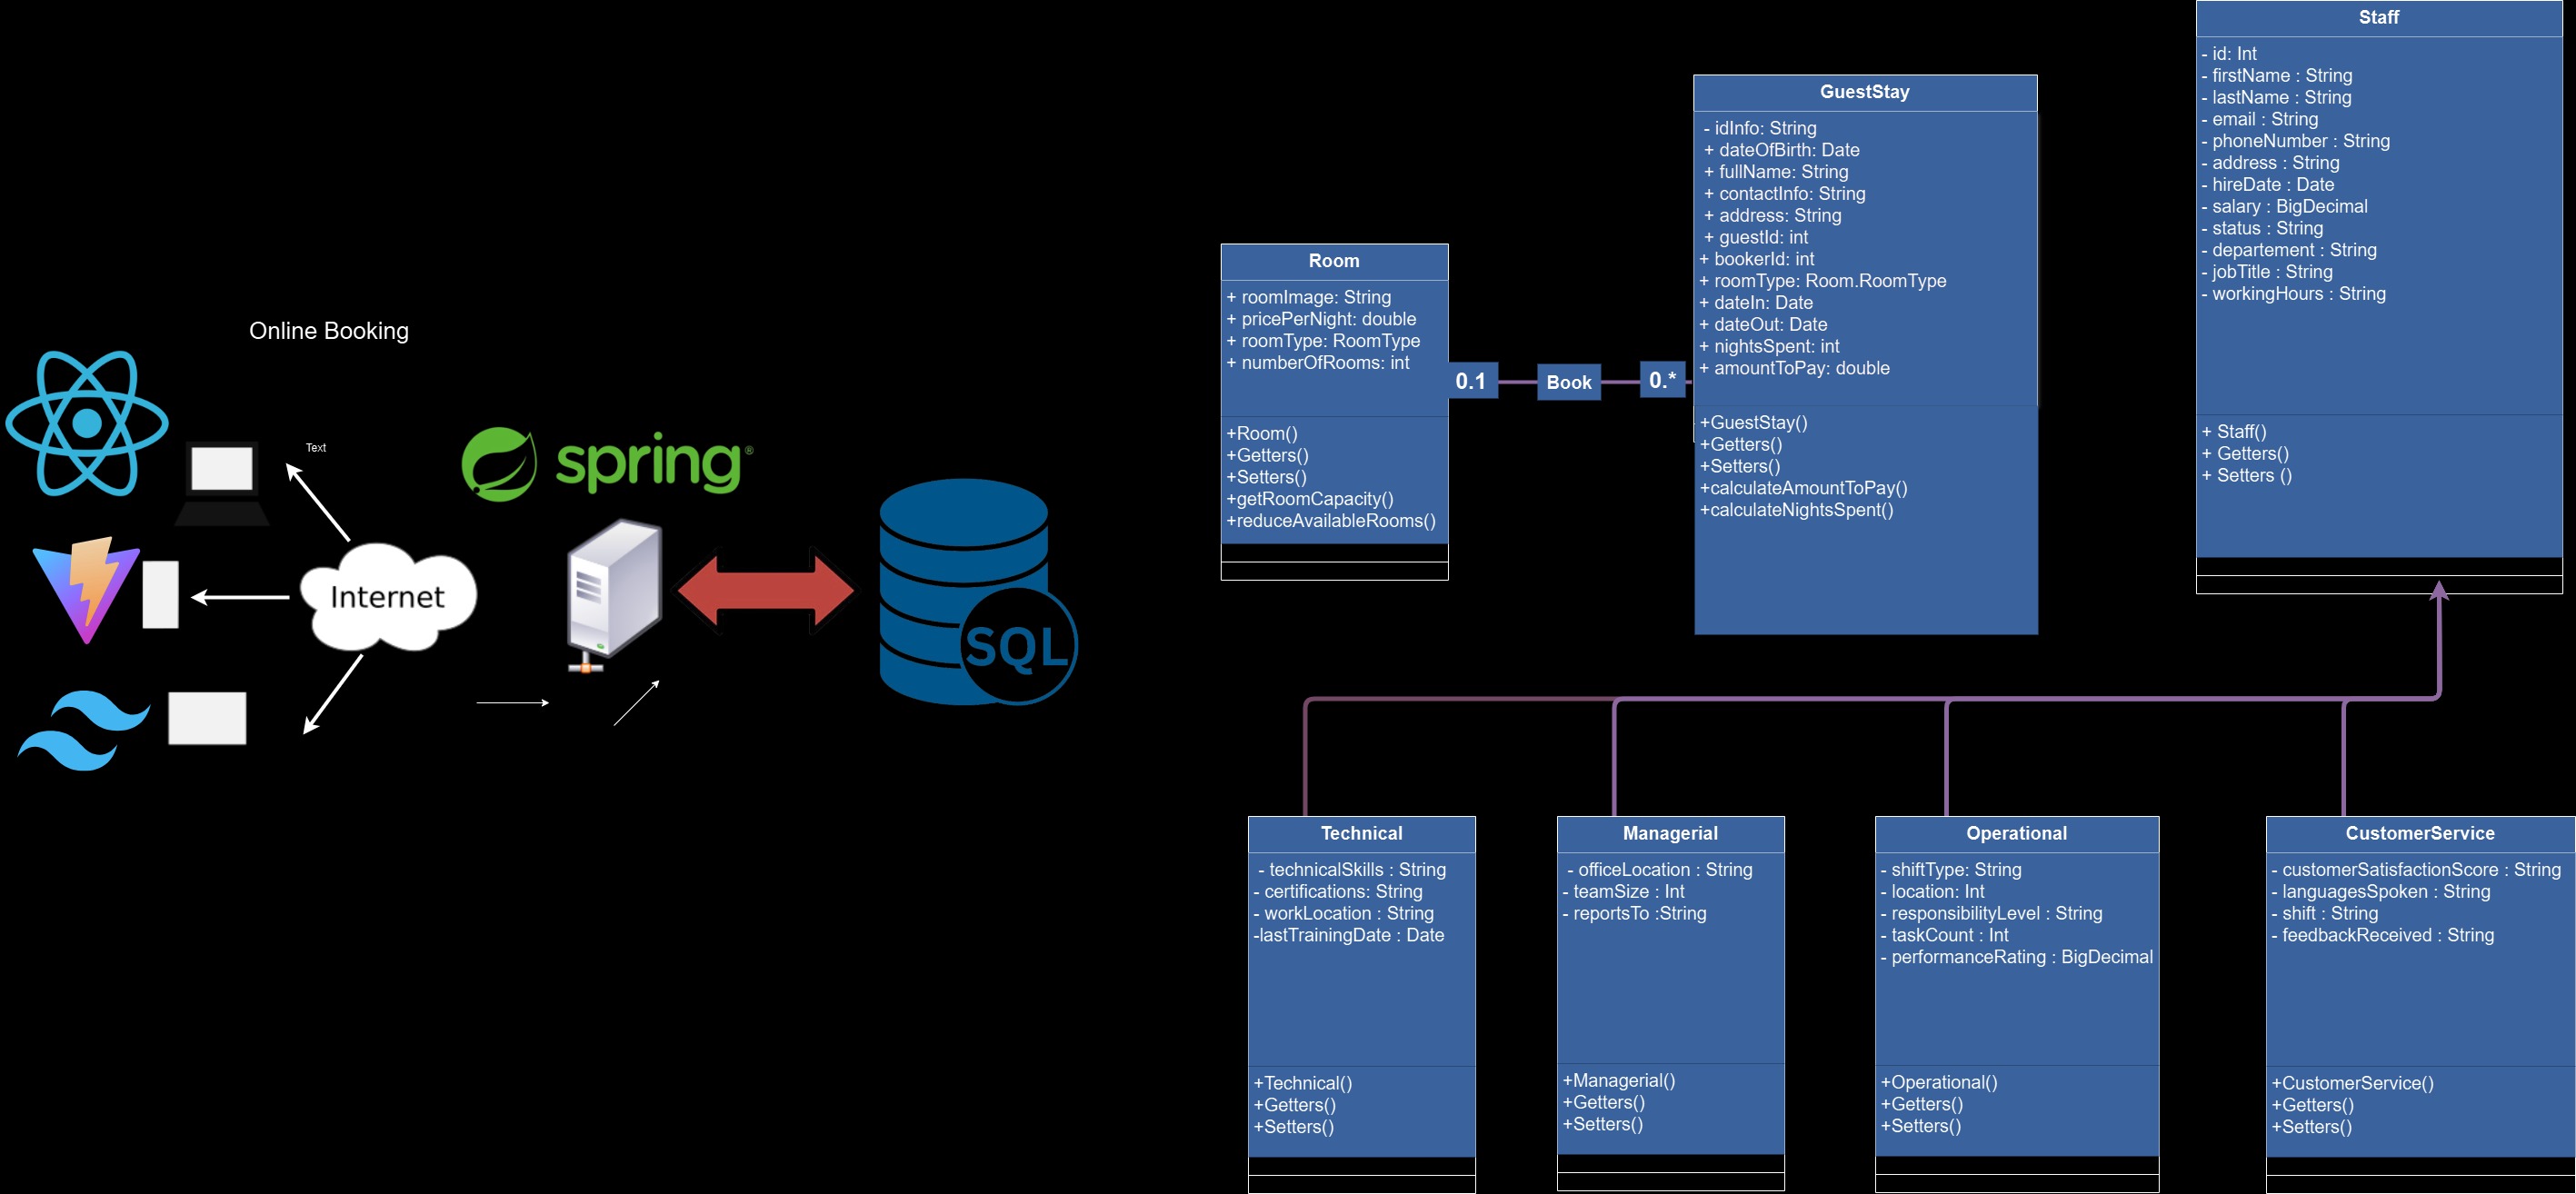 Online Booking
Text
spring®
Internet
SQL
Room
+ roomImage: String
+ pricePerNight: double
+ roomType: RoomType
+ numberOfRooms: int
+Room()
+Getters()
+Setters()
+getRoomCapacity()
+reduceAvailableRooms()
0.1
Book
0.*
GuestStay
- idInfo: String
+ dateOfBirth: Date
+ fullName: String
+ contactInfo: String
+ address: String
+ guestId: int
+ bookerId: int
+ roomType: Room.RoomType
+ dateIn: Date
+ dateOut: Date
+ nightsSpent: int
+ amountToPay: double
+GuestStay()
+Getters()
+Setters()
+calculateAmountToPay()
+calculateNightsSpent()
Staff
- id: Int
- firstName : String
- lastName : String
- email : String
- phoneNumber : String
- address : String
- hireDate : Date
- salary : BigDecimal
- status : String
- departement : String
- jobTitle : String
- workingHours : String
+ Staff()
+ Getters()
+ Setters ()
Technical
- technicalSkills : String
- certifications: String
- workLocation : String
-lastTrainingDate : Date
+Technical()
+Getters()
+Setters()
Managerial
- officeLocation : String
- teamSize : Int
- reportsTo :String
+Managerial()
+Getters()
+Setters()
Operational
- shiftType: String
- location: Int
- responsibilityLevel : String
- taskCount : Int
- performanceRating : BigDecimal
+Operational()
+Getters()
+Setters()
CustomerService
- customerSatisfactionScore : String
- languagesSpoken : String
- shift : String
- feedbackReceived : String
+CustomerService()
+Getters()
+Setters()